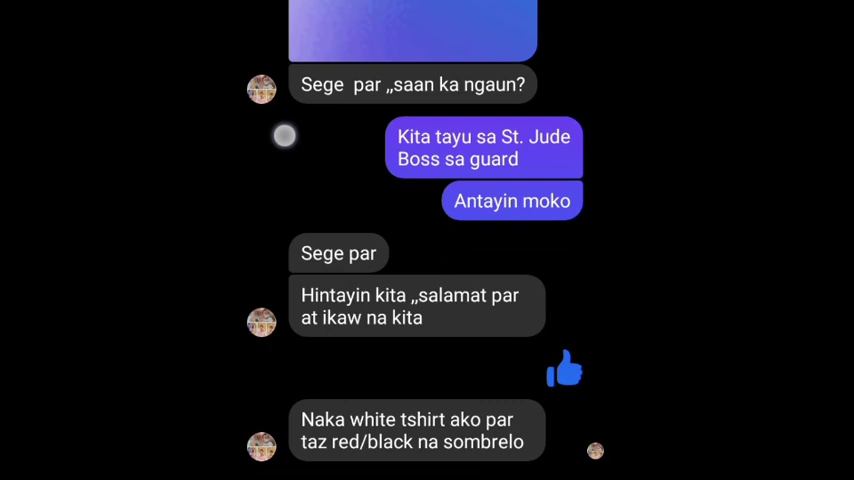 Sege  par ,,saan ka ngaun?
Kita tayu sa St. Jude
Boss sa guard
Antayin moko
Sege par
Hintayin kita ,,salamat par
at ikaw na kita
Naka white tshirt ako par
taz red/black na sombrelo